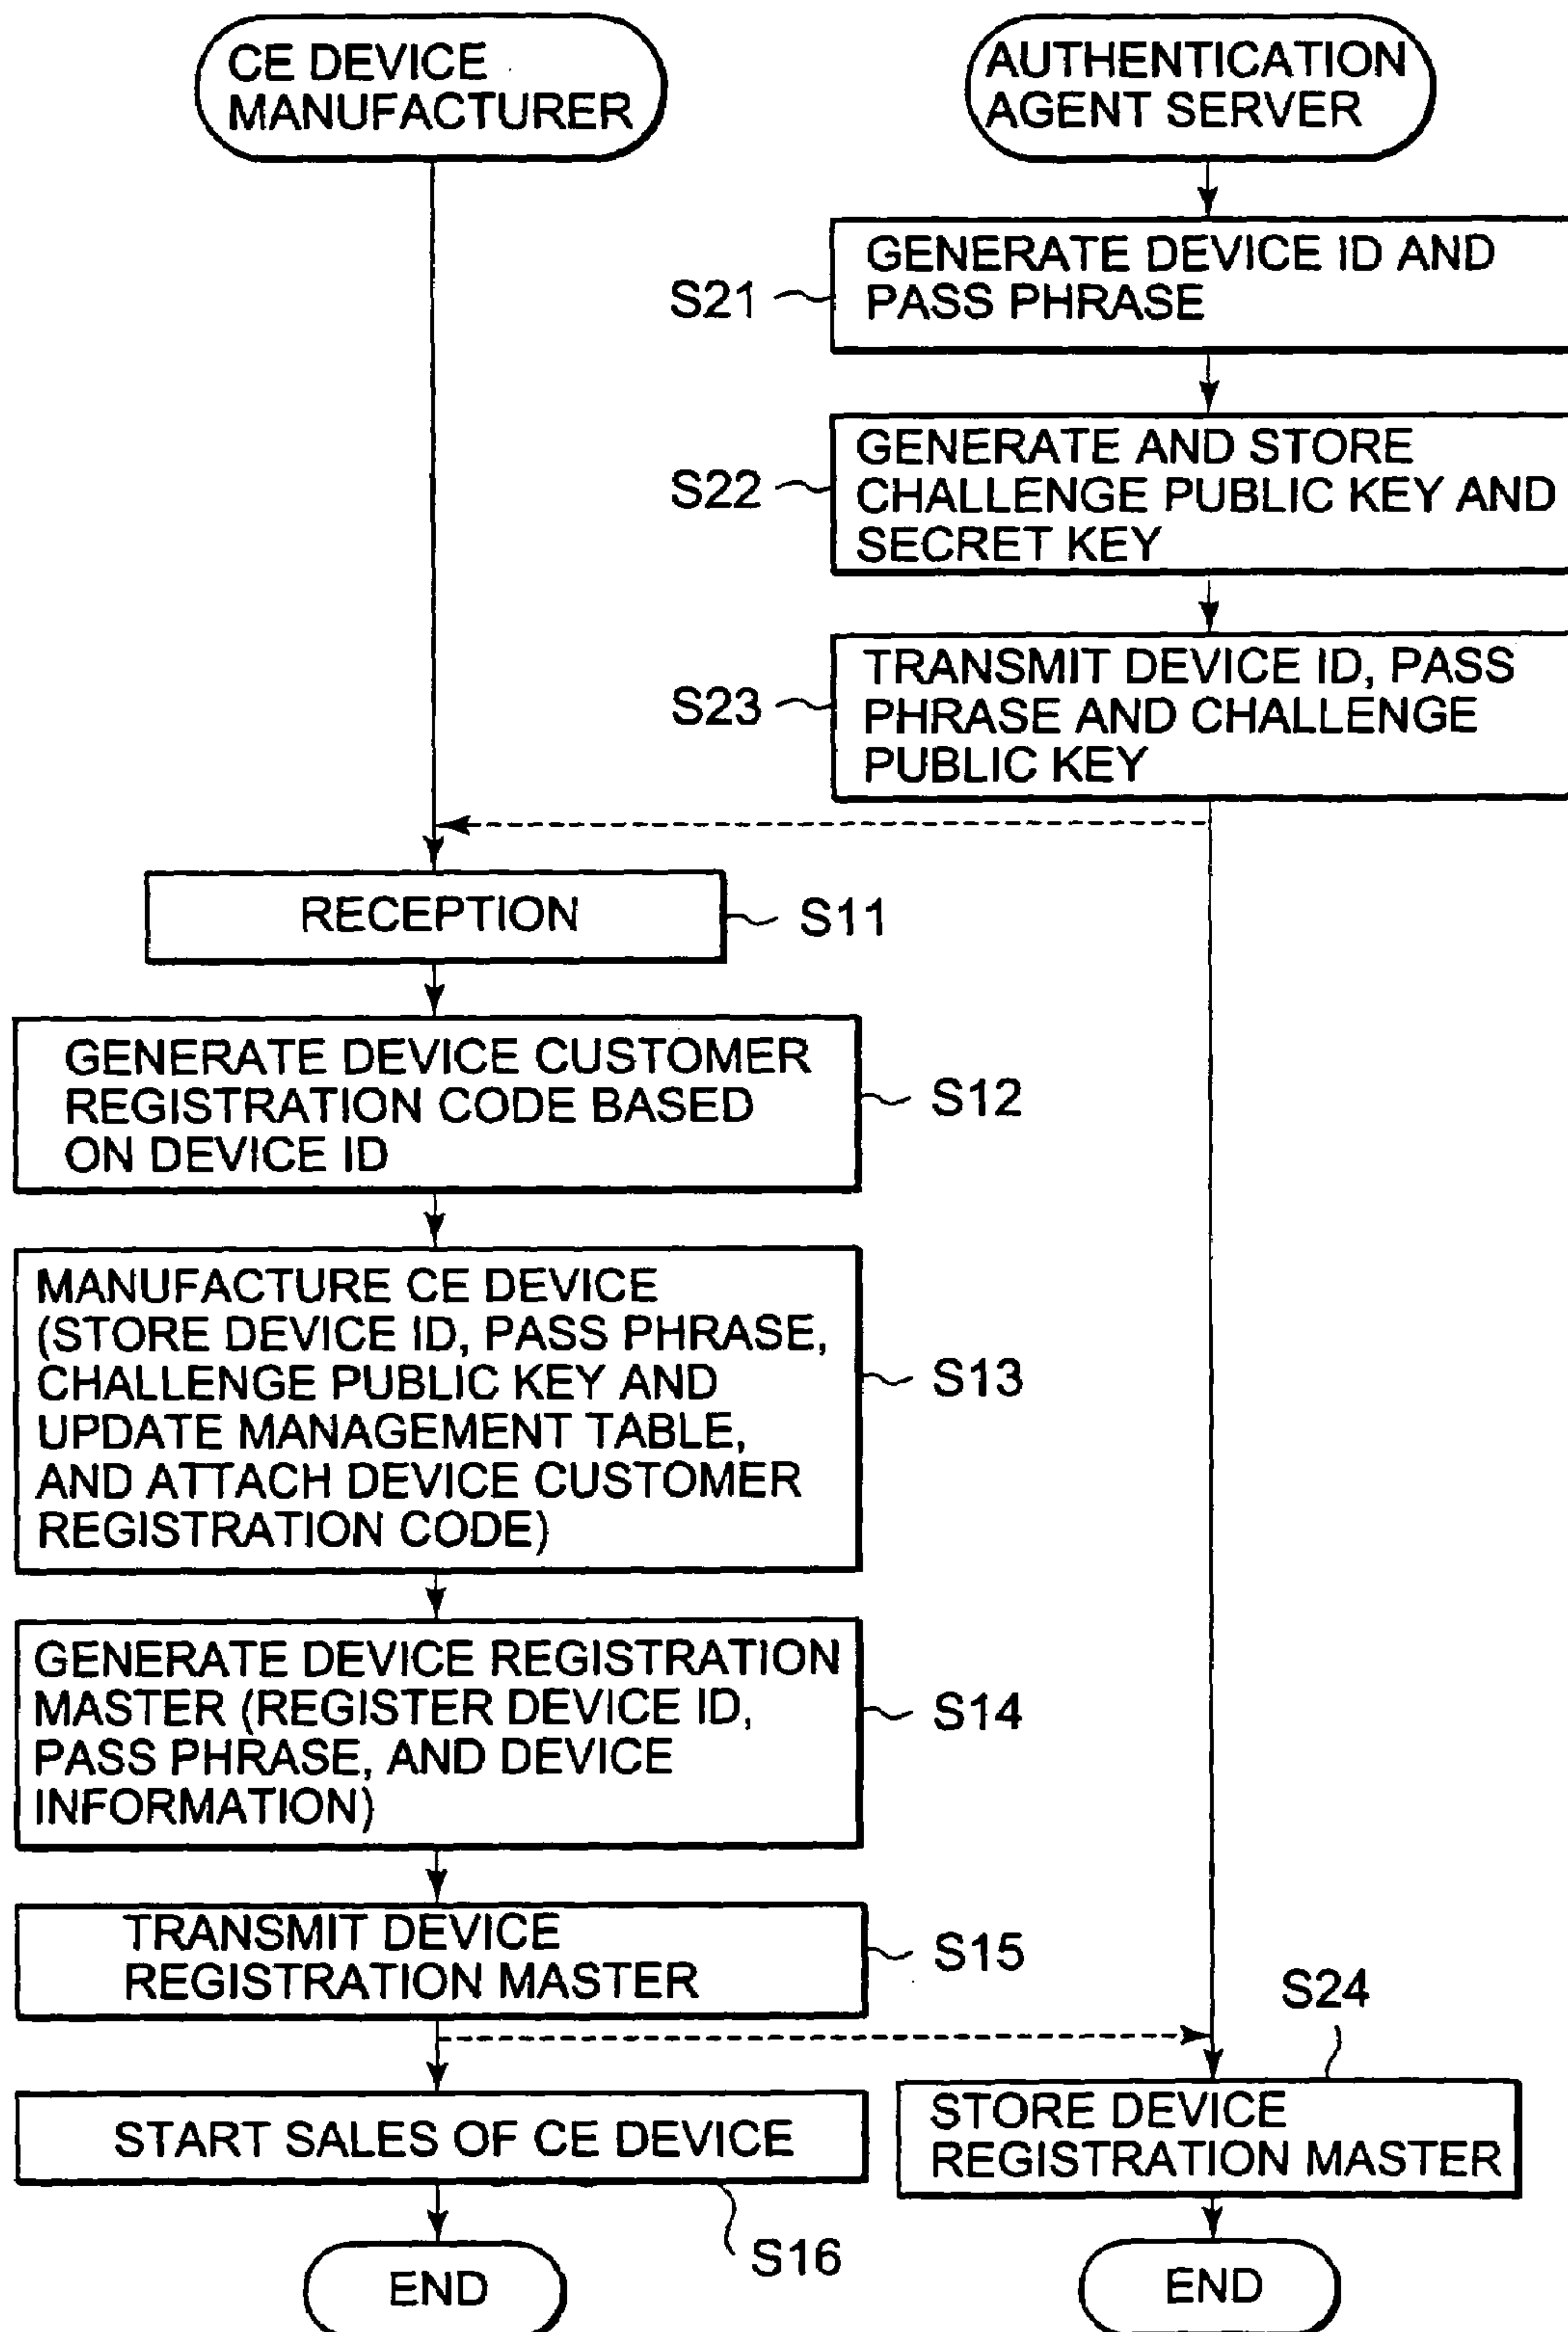 CE DEVICE
MANUFACTURER
AUTHENTICATION
AGENT SERVER
GENERATE DEVICE ID AND
PASS PHRASE
S21
GENERATE AND STORE
CHALLENGE PUBLIC KEY AND
SECRET KEY
S22
TRANSMIT DEVICE ID, PASS
PHRASE AND CHALLENGE
PUBLIC KEY
S23
RECEPTION
S11
GENERATE DEVICE CUSTOMER
REGISTRATION CODE BASED
ON DEVICE ID
S12
MANUFACTURE CE DEVICE
(STORE DEVICE ID, PASS PHRASE,
CHALLENGE PUBLIC KEY AND
UPDATE MANAGEMENT TABLE,
AND ATTACH DEVICE CUSTOMER
REGISTRATION CODE)
S13
GENERATE DEVICE REGISTRATION
MASTER (REGISTER DEVICE ID,
PASS PHRASE, AND DEVICE
INFORMATION)
S14
TRANSMIT DEVICE
REGISTRATION MASTER
S15
S24
START SALES OF CE DEVICE
STORE DEVICE
REGISTRATION MASTER
S16
END
END